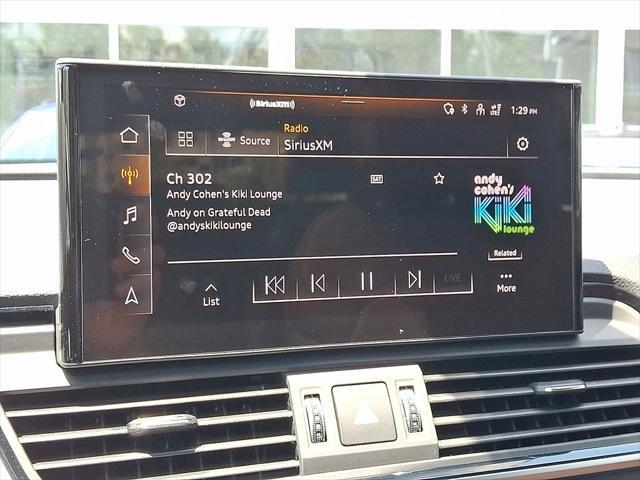 ((SiriusXM))
1:29 PM
Radio
Source
SiriusXM
Ch 302
SAT
Andy Cohen's Kiki Lounge
Andy on Grateful Dead
@andyskikilounge
andy
cohen's
KiKi
lounge
Related
List
LIVE
More